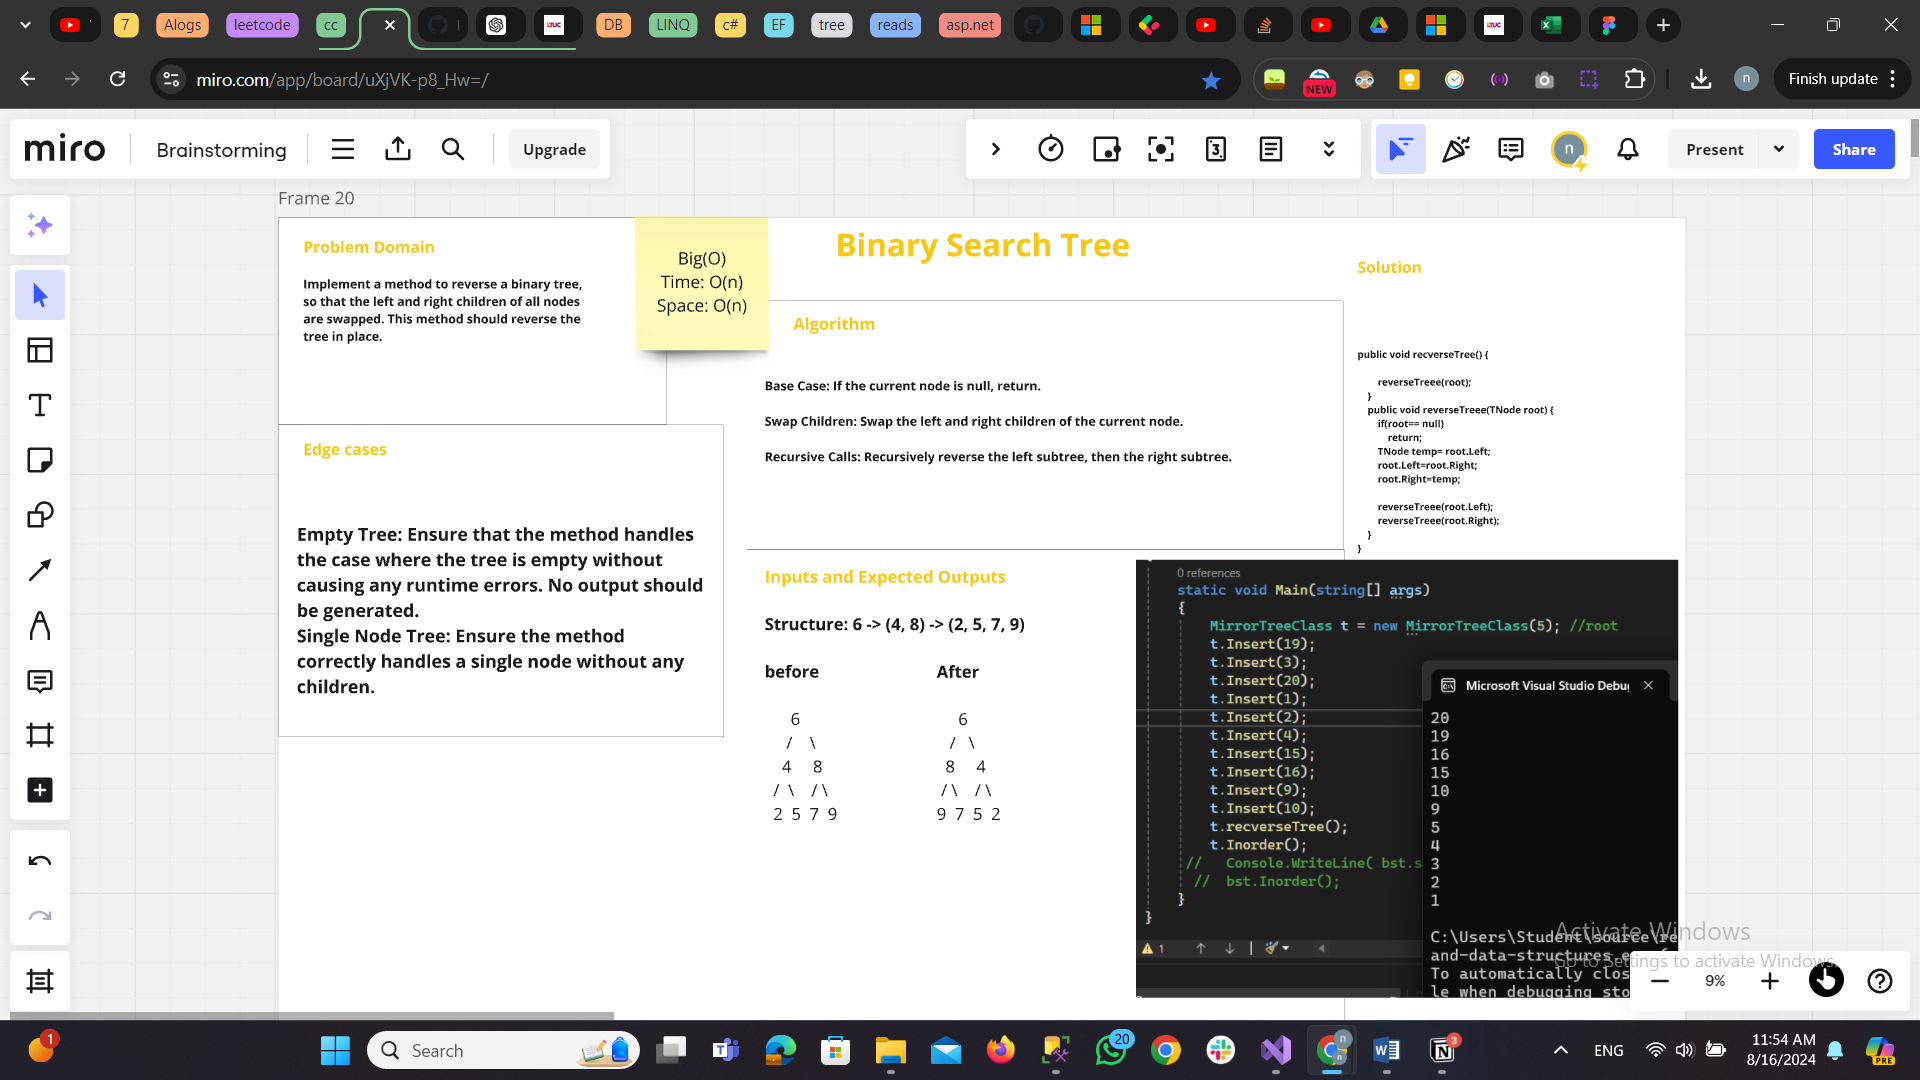 7
Alogs
leetcode
cc
DB
LINQ
c#
EF
tree
reads
asp.net
miro.com/app/board/uXjVK-p8_Hw=/
NEW
n
Finish update
miro
Brainstorming
Upgrade
3
n
Present
Share
Frame 20
Problem Domain
Implement a method to reverse a binary tree,
so that the left and right children of all nodes
are swapped. This method should reverse the
tree in place.
Big(O)
Time: O(n)
Space: O(n)
Binary Search Tree
Algorithm
Base Case: If the current node is null, return.
Swap Children: Swap the left and right children of the current node.
Recursive Calls: Recursively reverse the left subtree, then the right subtree.
Solution
public void recverseTree() {
reverseTreee(root);
}
public void reverseTreee(TNode root) {
if(root== null)
return;
TNode temp= root.Left;
root.Left=root.Right;
root.Right=temp;
reverseTreee(root.Left);
reverseTreee(root.Right);
}
}
Edge cases
Empty Tree: Ensure that the method handles
the case where the tree is empty without
causing any runtime errors. No output should
be generated.
Single Node Tree: Ensure the method
correctly handles a single node without any
children.
Inputs and Expected Outputs
Structure: 6 -> (4, 8) -> (2, 5, 7, 9)
before After
6 6
/ \ / \
4 8 8 4
/ \ /\ /\ /\
2 5 7 9 9 7 5 2
0 references
static void Main(string[] args)
{
MirrorTreeClass t = new MirrorTreeClass(5); //root
t.Insert(19);
t.Insert(3);
t.Insert(20);
t.Insert(1);
t.Insert(2);
t.Insert(4);
t.Insert(15);
t.Insert(16);
t.Insert(9);
t.Insert(10);
t.recverseTree();
t.Inorder();
// Console.WriteLine( bst.s
// bst.Inorder();
}
}
1
Microsoft Visual Studio Debu
20
19
16
15
10
9
5
4
3
2
1
C:\Users\Student\source\re
and-data-structures
To automatically clos
le when debugging sto
Activate Windows
Go to Settings to activate Windows.
9%
1
Search
20
3
ENG
11:54 AM
8/16/2024
PRE